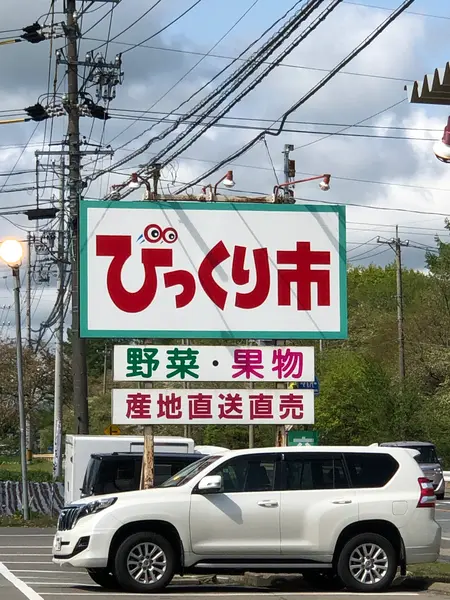 びっくり市
野菜・果物
産地直送直売